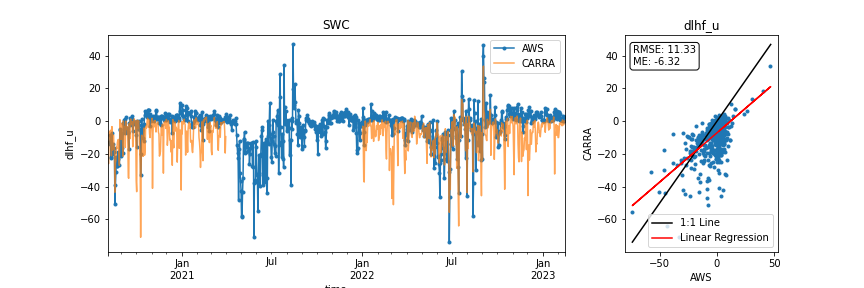 SWC
dlhf_u
40
20
0
−20
−40
−60
dlhf_u
AWS
CARRA
Jan
2021
Jul
Jan
2022
Jul
Jan
2023
time
40
20
0
−20
−40
−60
CARRA
RMSE: 11.33
ME: -6.32
1:1 Line
Linear Regression
−50
0
50
AWS